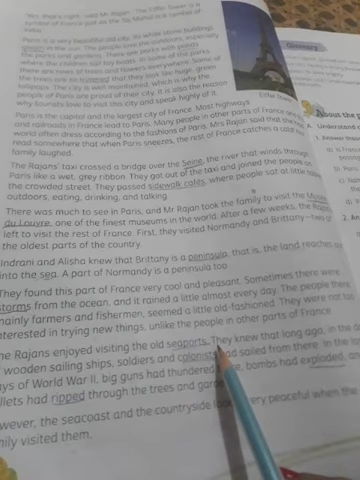 "Yes, that's right," said Mr Rajan. "The Eiffel Tower is a
symbol of France just as the Taj Mahal is a symbol of
India."
Paris is a very beautiful old city. Its white stone buildings
in the sun. The people love the outdoors, especially
the parks and gardens. There are parks with ponds
where the children sail toy boats. In some of the parks
there are rows of trees and flowers everywhere. Some of
the trees are so that they look like huge, green
lollipops. The city is well maintained, which is why the
people of Paris are proud of their city. It is also the reason
why tourists love to visit this city and speak highly of it.
Eiffel Tower
Paris is the capital and the largest city of France. Most highways
and railroads in France lead to Paris. Many people in other parts of France and
world often dress according to the fashions of Paris. Mrs Rajan said that she had
read somewhere that when Paris sneezes, the rest of France catches a cold
family laughed.
The Rajans' taxi crossed a bridge over the Seine, the river that winds through
Paris like a wet, grey ribbon. They got out of the taxi and joined the people on
the crowded street. They passed sidewalk cafés, where people sat at little tables
outdoors, eating, drinking, and talking.
There was much to see in Paris, and Mr Rajan took the family to visit the Musée
du Louvre, one of the finest museums in the world. After a few weeks, the Rajans
left to visit the rest of France. First, they visited Normandy and Brittany—two of
the oldest parts of the country.
Indrani and Alisha knew that Brittany is a peninsula, that is, the land reaches out
into the sea. A part of Normandy is a peninsula too.
They found this part of France very cool and pleasant. Sometimes there were
storms from the ocean, and it rained a little almost every day. The people there,
mainly farmers and fishermen, seemed a little old-fashioned. They were not too
interested in trying new things, unlike the people in other parts of France.
The Rajans enjoyed visiting the old seaports. They knew that long ago, in the
wooden sailing ships, soldiers and colonists had sailed from there. In the
days of World War II, big guns had thundered bombs had exploded, and
bullets had ripped through the trees and
However, the seacoast and the countryside very peaceful when the
family visited them.
Glossary
About the
Understand
1. Answer
a) Is France
b) Paris
2. An